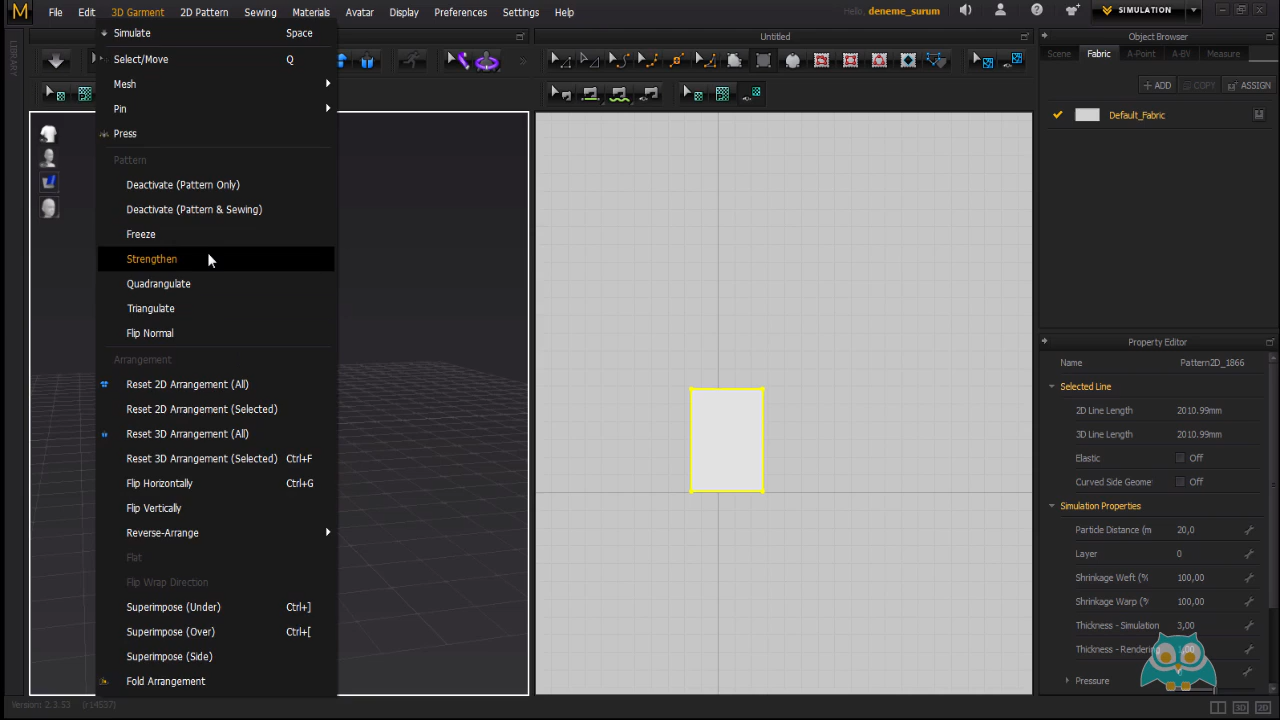 M File Edit 3D Garment 2D Pattern Sewing Materials Avatar Display Preferences Settings Help Hello, deneme_surum SIMULATION
LIBRARY
Simulate Space
Select/Move Q
Mesh
Pin
Press
Pattern
Deactivate (Pattern Only)
Deactivate (Pattern & Sewing)
Freeze
Strengthen
Quadrangulate
Triangulate
Flip Normal
Arrangement
Reset 2D Arrangement (All)
Reset 2D Arrangement (Selected)
Reset 3D Arrangement (All)
Reset 3D Arrangement (Selected) Ctrl+F
Flip Horizontally Ctrl+G
Flip Vertically
Reverse-Arrange
Flat
Flip Wrap Direction
Superimpose (Under) Ctrl+]
Superimpose (Over) Ctrl+[
Superimpose (Side)
Fold Arrangement
Untitled
Object Browser
Scene Fabric A-Point A-BV Measure
ADD COPY ASSIGN
Default_Fabric
Property Editor
Name Pattern2D_1866
Selected Line
2D Line Length 2010.99mm
3D Line Length 2010.99mm
Elastic Off
Curved Side Geome Off
Simulation Properties
Particle Distance (m 20,0
Layer 0
Shrinkage Weft (% 100,00
Shrinkage Warp (% 100,00
Thickness - Simulation 3,00
Thickness - Rendering 1,00
Pressure
Version: 2.3.53 (r14537)
3D 2D